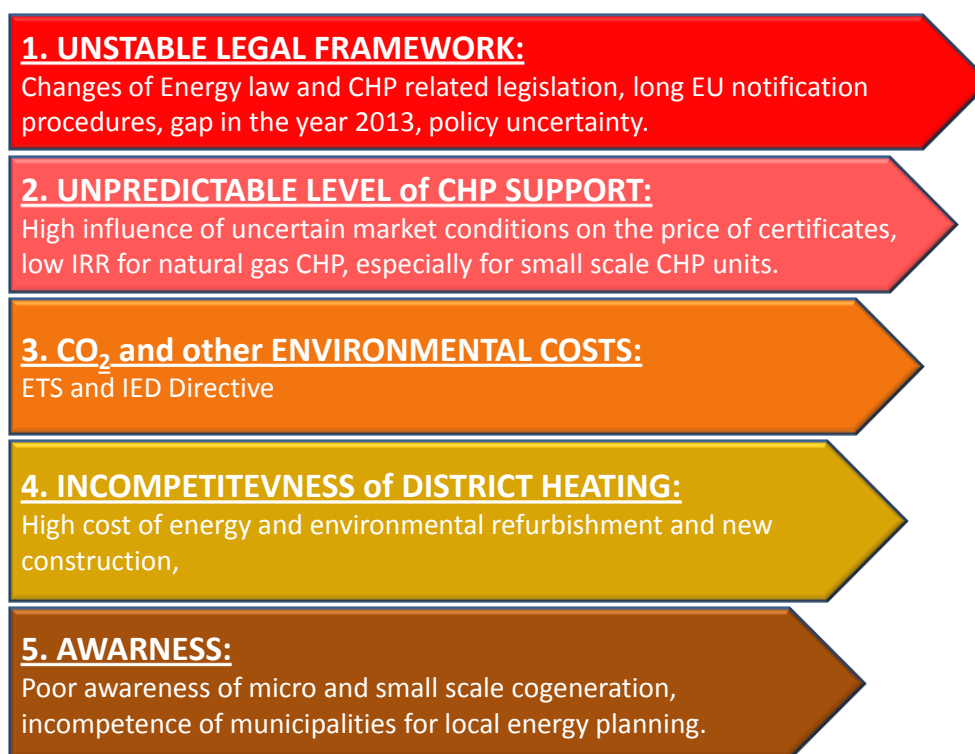 1. UNSTABLE LEGAL FRAMEWORK:
Changes of Energy law and CHP related legislation, long EU notification
procedures, gap in the year 2013, policy uncertainty.
2. UNPREDICTABLE LEVEL of CHP SUPPORT:
High influence of uncertain market conditions on the price of certificates,
low IRR for natural gas CHP, especially for small scale CHP units.
3. CO₂ and other ENVIRONMENTAL COSTS:
ETS and IED Directive
4. INCOMPETITEVNESS of DISTRICT HEATING:
High cost of energy and environmental refurbishment and new
construction,
5. AWARNESS:
Poor awareness of micro and small scale cogeneration,
incompetence of municipalities for local energy planning.